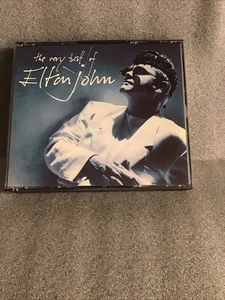 the very best of
Elton John